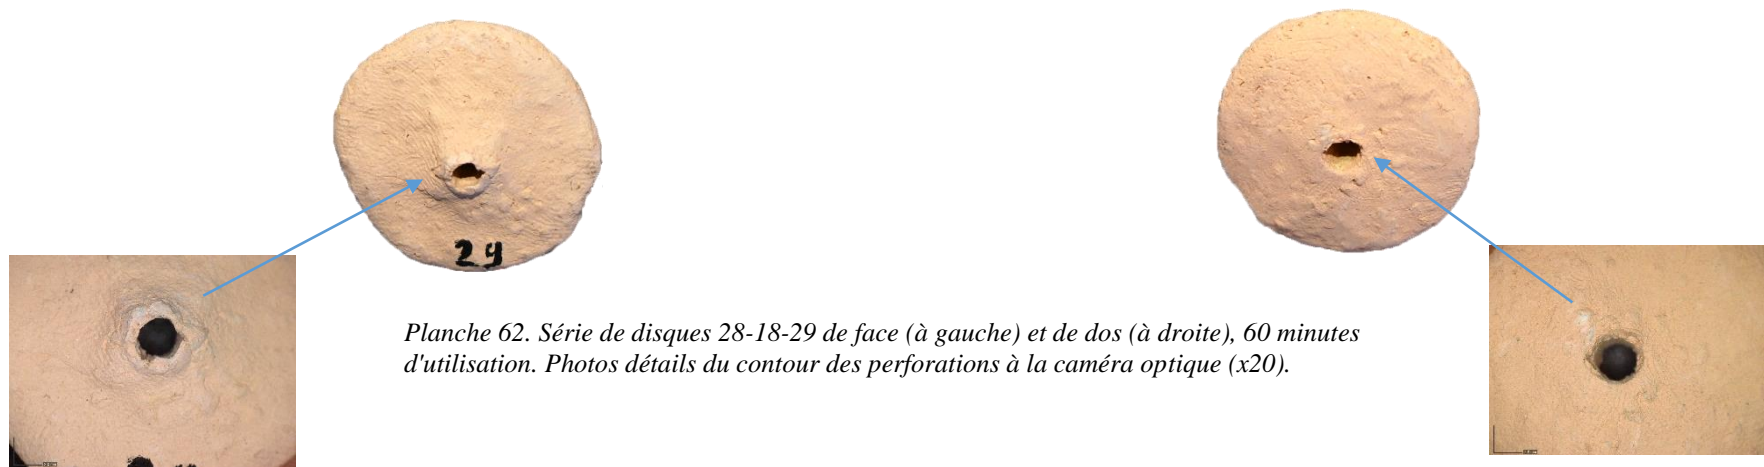 29
Planche 62. Série de disques 28-18-29 de face (à gauche) et de dos (à droite), 60 minutes
d'utilisation. Photos détails du contour des perforations à la caméra optique (x20).